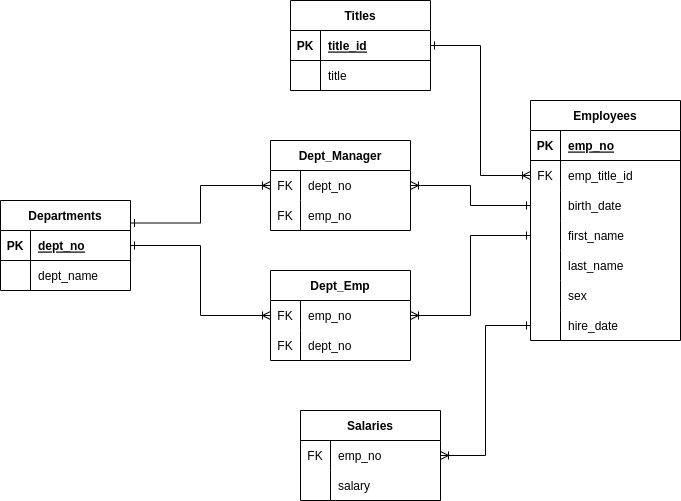 Titles
PK title_id
title
Employees
PK emp_no
FK emp_title_id
birth_date
first_name
last_name
sex
hire_date
Dept_Manager
FK dept_no
FK emp_no
Departments
PK dept_no
dept_name
Dept_Emp
FK emp_no
FK dept_no
Salaries
FK emp_no
salary